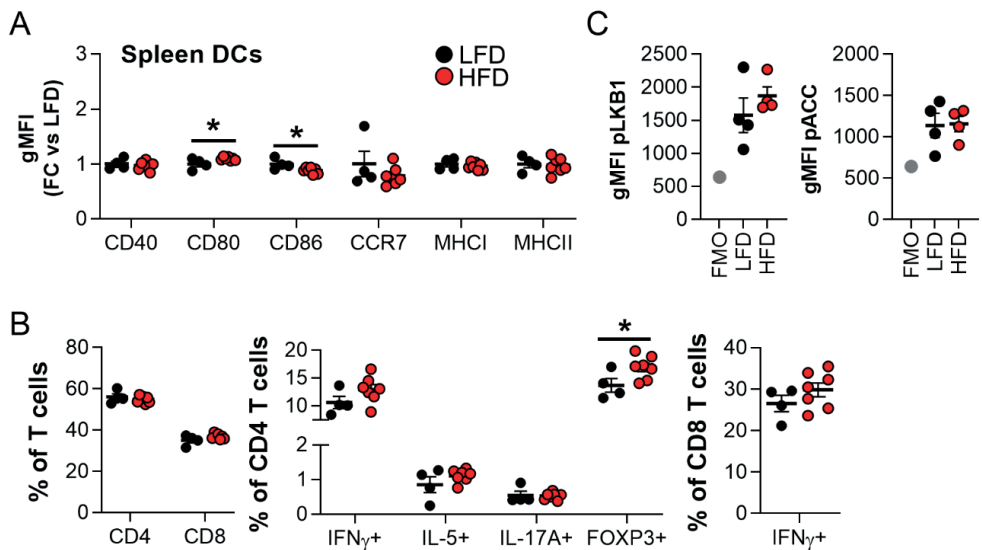 A
Spleen DCs
LFD
HFD
gMFI
(FC vs LFD)
3
2
1
0
*
*
CD40 CD80 CD86 CCR7 MHCI MHCII
C
gMFI pLKB1
2500
2000
1500
1000
500
0
FMO
LFD
HFD
gMFI pACC
2000
1500
1000
500
0
FMO
LFD
HFD
B
% of T cells
80
60
40
20
0
CD4 CD8
% of CD4 T cells
20
15
10
2
1
0
*
IFNγ+ IL-5+ IL-17A+ FOXP3+
% of CD8 T cells
40
30
20
10
0
IFNγ+